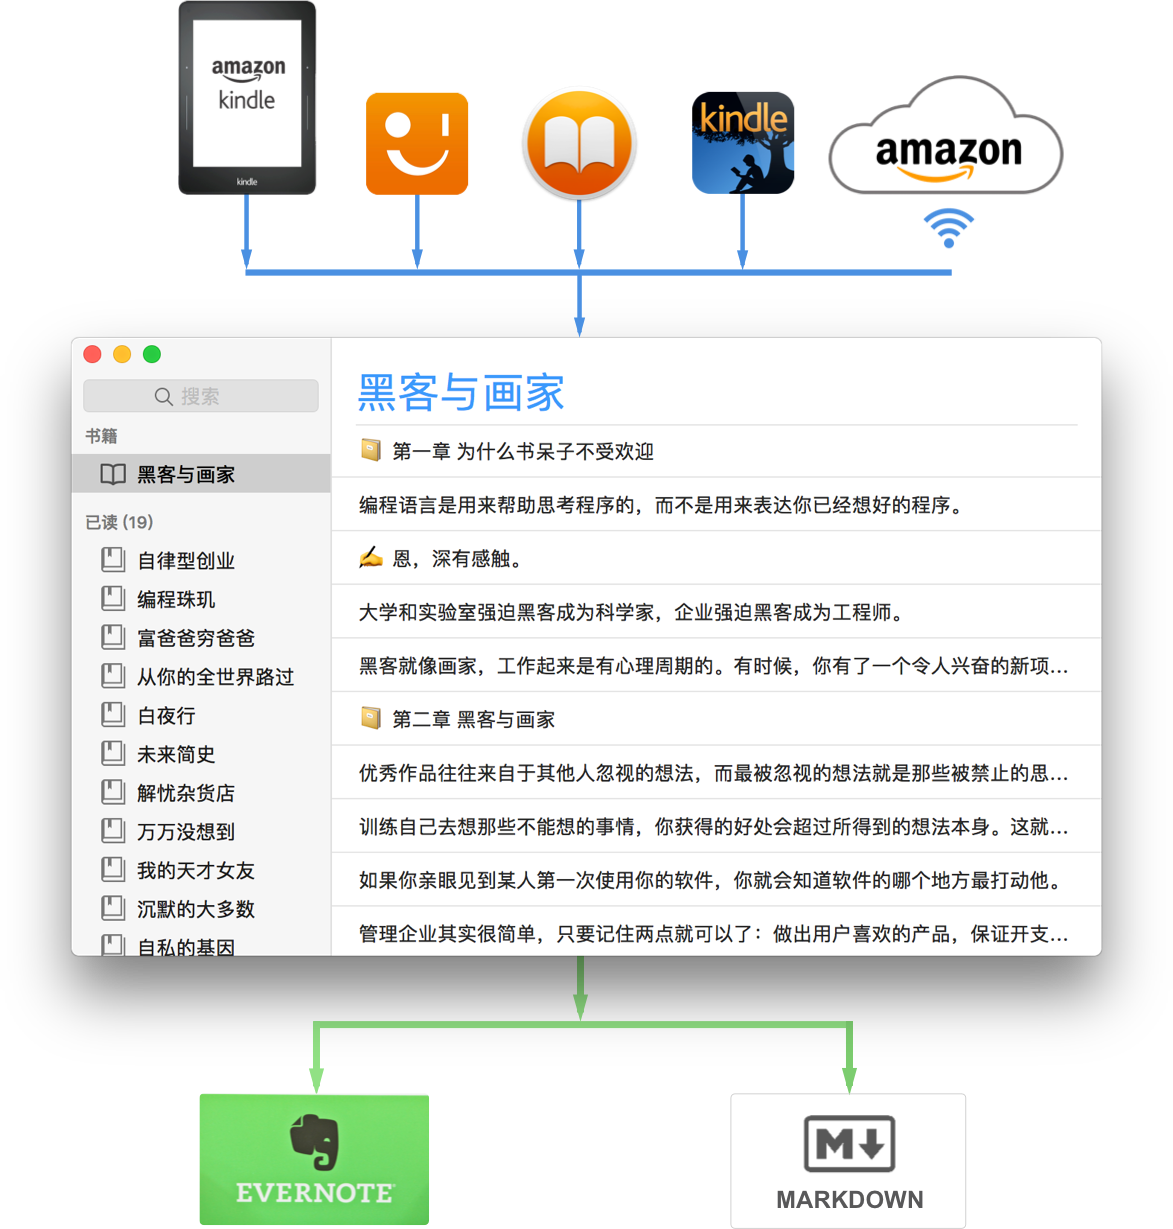 amazon
kindle
kindle
kindle
amazon
搜索
书籍
黑客与画家
已读 (19)
自律型创业
编程珠玑
富爸爸穷爸爸
从你的全世界路过
白夜行
未来简史
解忧杂货店
万万没想到
我的天才女友
沉默的大多数
自私的基因
黑客与画家
第一章 为什么书呆子不受欢迎
编程语言是用来帮助思考程序的，而不是用来表达你已经想好的程序。
恩，深有感触。
大学和实验室强迫黑客成为科学家，企业强迫黑客成为工程师。
黑客就像画家，工作起来是有心理周期的。有时候，你有了一个令人兴奋的新项...
第二章 黑客与画家
优秀作品往往来自于其他人忽视的想法，而最被忽视的想法就是那些被禁止的思...
训练自己去想那些不能想的事情，你获得的好处会超过所得到的想法本身。这就...
如果你亲眼见到某人第一次使用你的软件，你就会知道软件的哪个地方最打动他。
管理企业其实很简单，只要记住两点就可以了：做出用户喜欢的产品，保证开支...
EVERNOTE
M
MARKDOWN